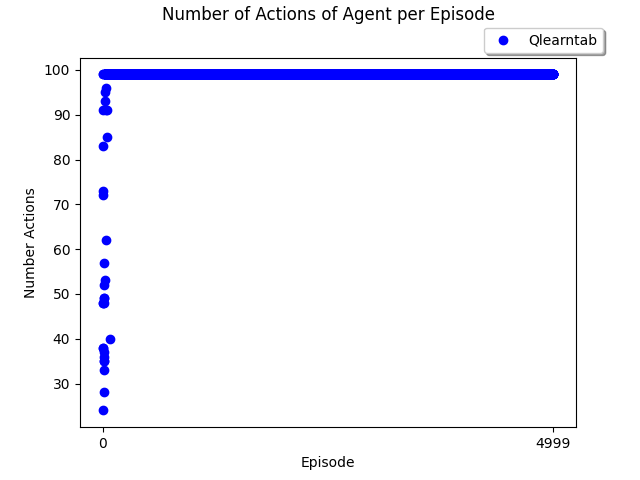 Number of Actions of Agent per Episode
Qlearntab
100
90
80
70
60
50
40
30
Number Actions
0
4999
Episode